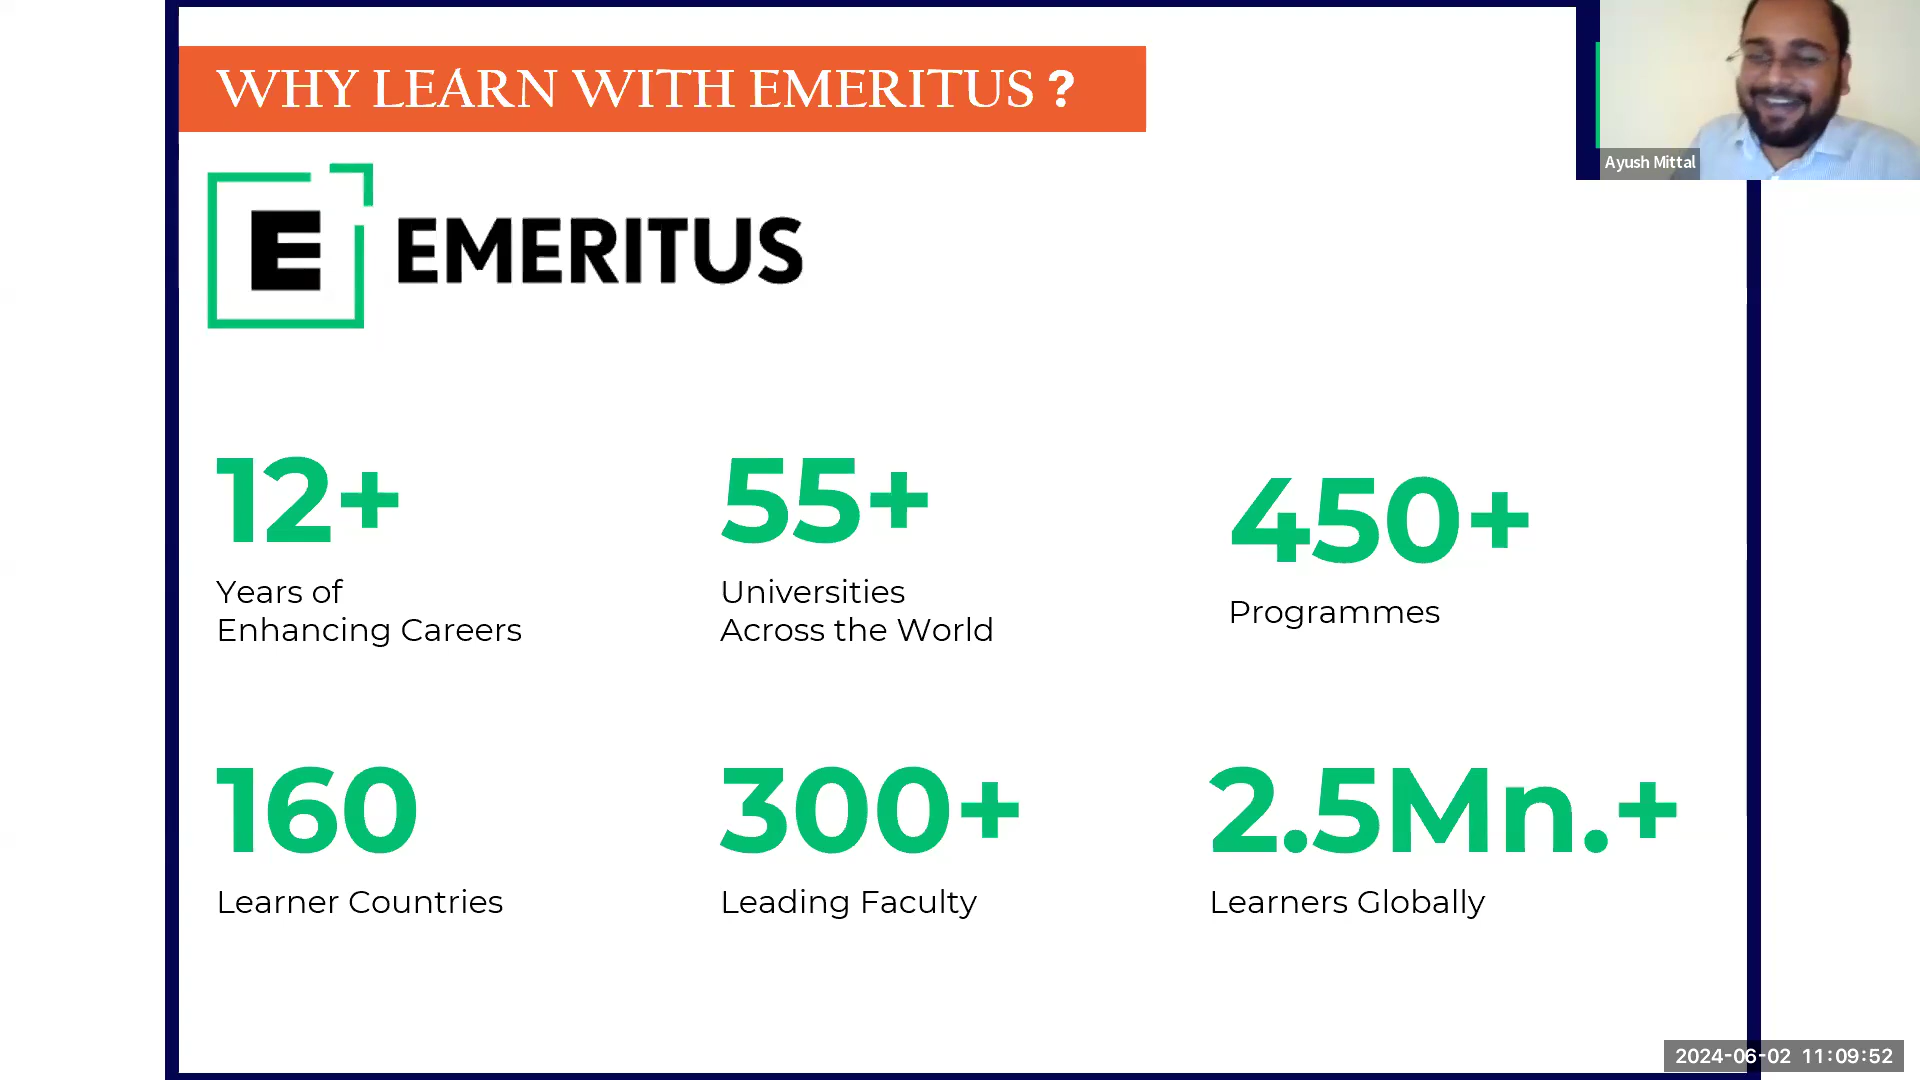 WHY LEARN WITH EMERITUS ?
Ayush Mittal
E EMERITUS
12+
Years of
Enhancing Careers
55+
Universities
Across the World
450+
Programmes
160
Learner Countries
300+
Leading Faculty
2.5Mn.+
Learners Globally
2024-06-02 11:09:52